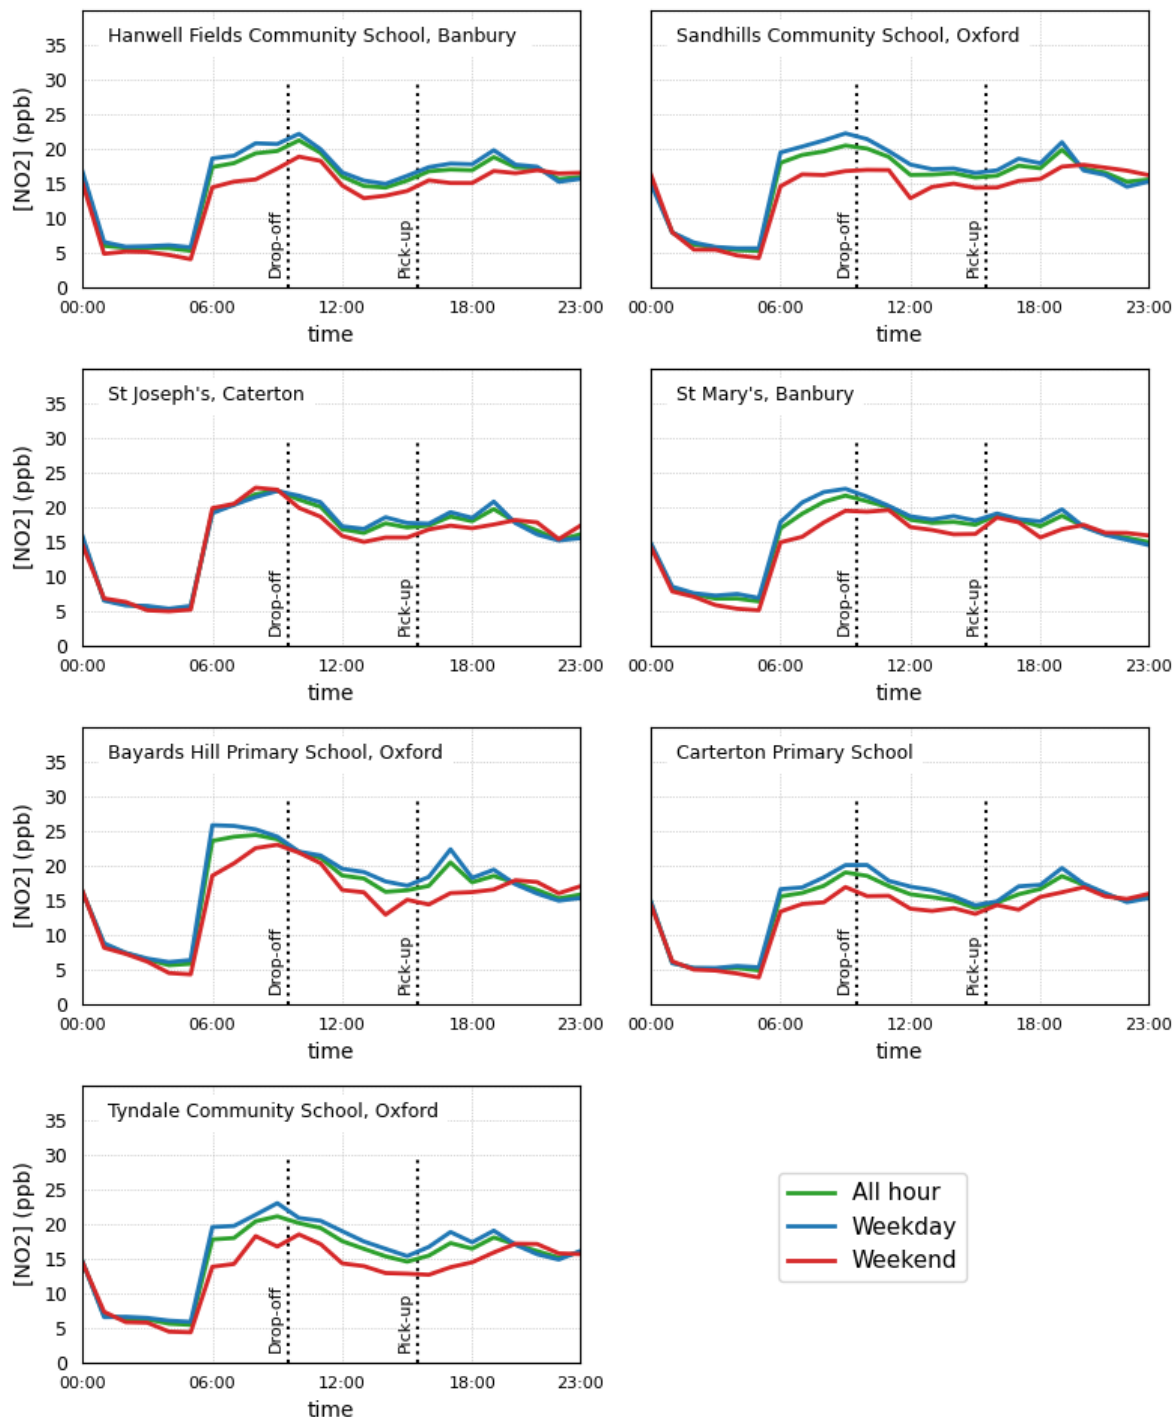 Hanwell Fields Community School, Banbury
35
30
25
20
15
10
5
0
[NO2] (ppb)
Drop-off
Pick-up
00:00 06:00 12:00 18:00 23:00
time
Sandhills Community School, Oxford
Drop-off
Pick-up
00:00 06:00 12:00 18:00 23:00
time
St Joseph's, Caterton
35
30
25
20
15
10
5
0
[NO2] (ppb)
Drop-off
Pick-up
00:00 06:00 12:00 18:00 23:00
time
St Mary's, Banbury
Drop-off
Pick-up
00:00 06:00 12:00 18:00 23:00
time
Bayards Hill Primary School, Oxford
35
30
25
20
15
10
5
0
[NO2] (ppb)
Drop-off
Pick-up
00:00 06:00 12:00 18:00 23:00
time
Carterton Primary School
Drop-off
Pick-up
00:00 06:00 12:00 18:00 23:00
time
Tyndale Community School, Oxford
35
30
25
20
15
10
5
0
[NO2] (ppb)
Drop-off
Pick-up
00:00 06:00 12:00 18:00 23:00
time
All hour
Weekday
Weekend